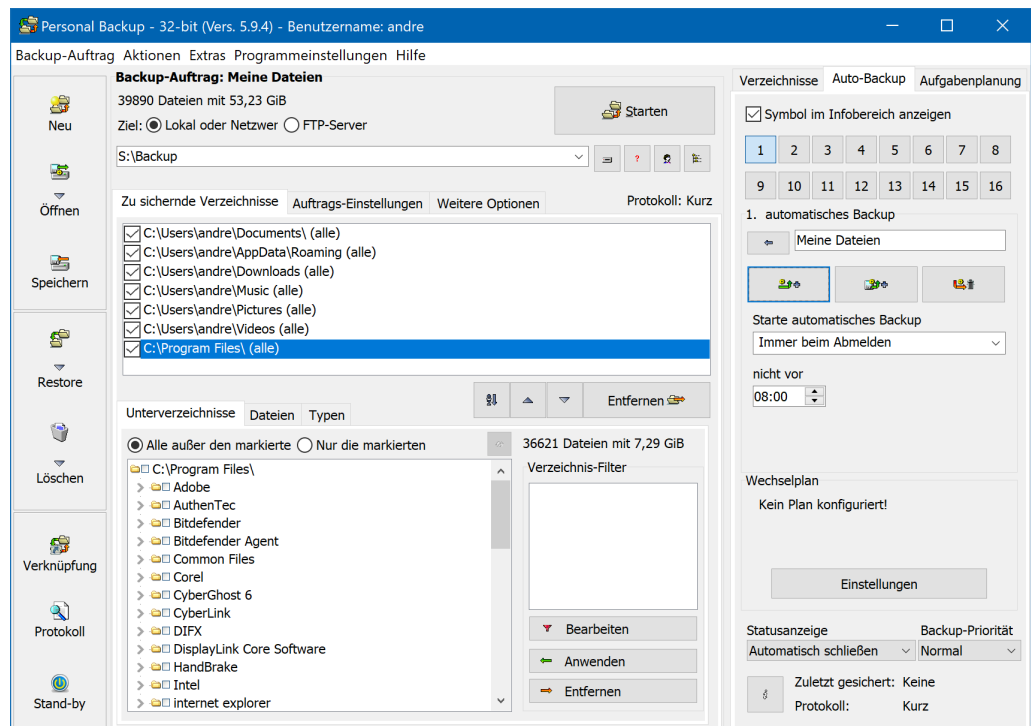 Personal Backup - 32-bit (Vers. 5.9.4) - Benutzername: andre
Backup-Auftrag Aktionen Extras Programmeinstellungen Hilfe
Neu
Öffnen
Speichern
Restore
Löschen
Verknüpfung
Protokoll
Stand-by
Backup-Auftrag: Meine Dateien
39890 Dateien mit 53,23 GiB
Ziel: Lokal oder Netzwer FTP-Server
Starten
S:\Backup
?
Zu sichernde Verzeichnisse Auftrags-Einstellungen Weitere Optionen Protokoll: Kurz
C:\Users\andre\Documents\ (alle)
C:\Users\andre\AppData\Roaming (alle)
C:\Users\andre\Downloads (alle)
C:\Users\andre\Music (alle)
C:\Users\andre\Pictures (alle)
C:\Users\andre\Videos (alle)
C:\Program Files\ (alle)
Entfernen
Unterverzeichnisse Dateien Typen
Alle außer den markierte Nur die markierten
36621 Dateien mit 7,29 GiB
C:\Program Files\
Adobe
AuthenTec
Bitdefender
Bitdefender Agent
Common Files
Corel
CyberGhost 6
CyberLink
DIFX
DisplayLink Core Software
HandBrake
Intel
internet explorer
Verzeichnis-Filter
Bearbeiten
Anwenden
Entfernen
Verzeichnisse Auto-Backup Aufgabenplanung
Symbol im Infobereich anzeigen
1 2 3 4 5 6 7 8
9 10 11 12 13 14 15 16
1. automatisches Backup
Meine Dateien
Starte automatisches Backup
Immer beim Abmelden
nicht vor
08:00
Wechselplan
Kein Plan konfiguriert!
Einstellungen
Statusanzeige Backup-Priorität
Automatisch schließen Normal
Zuletzt gesichert: Keine
Protokoll: Kurz